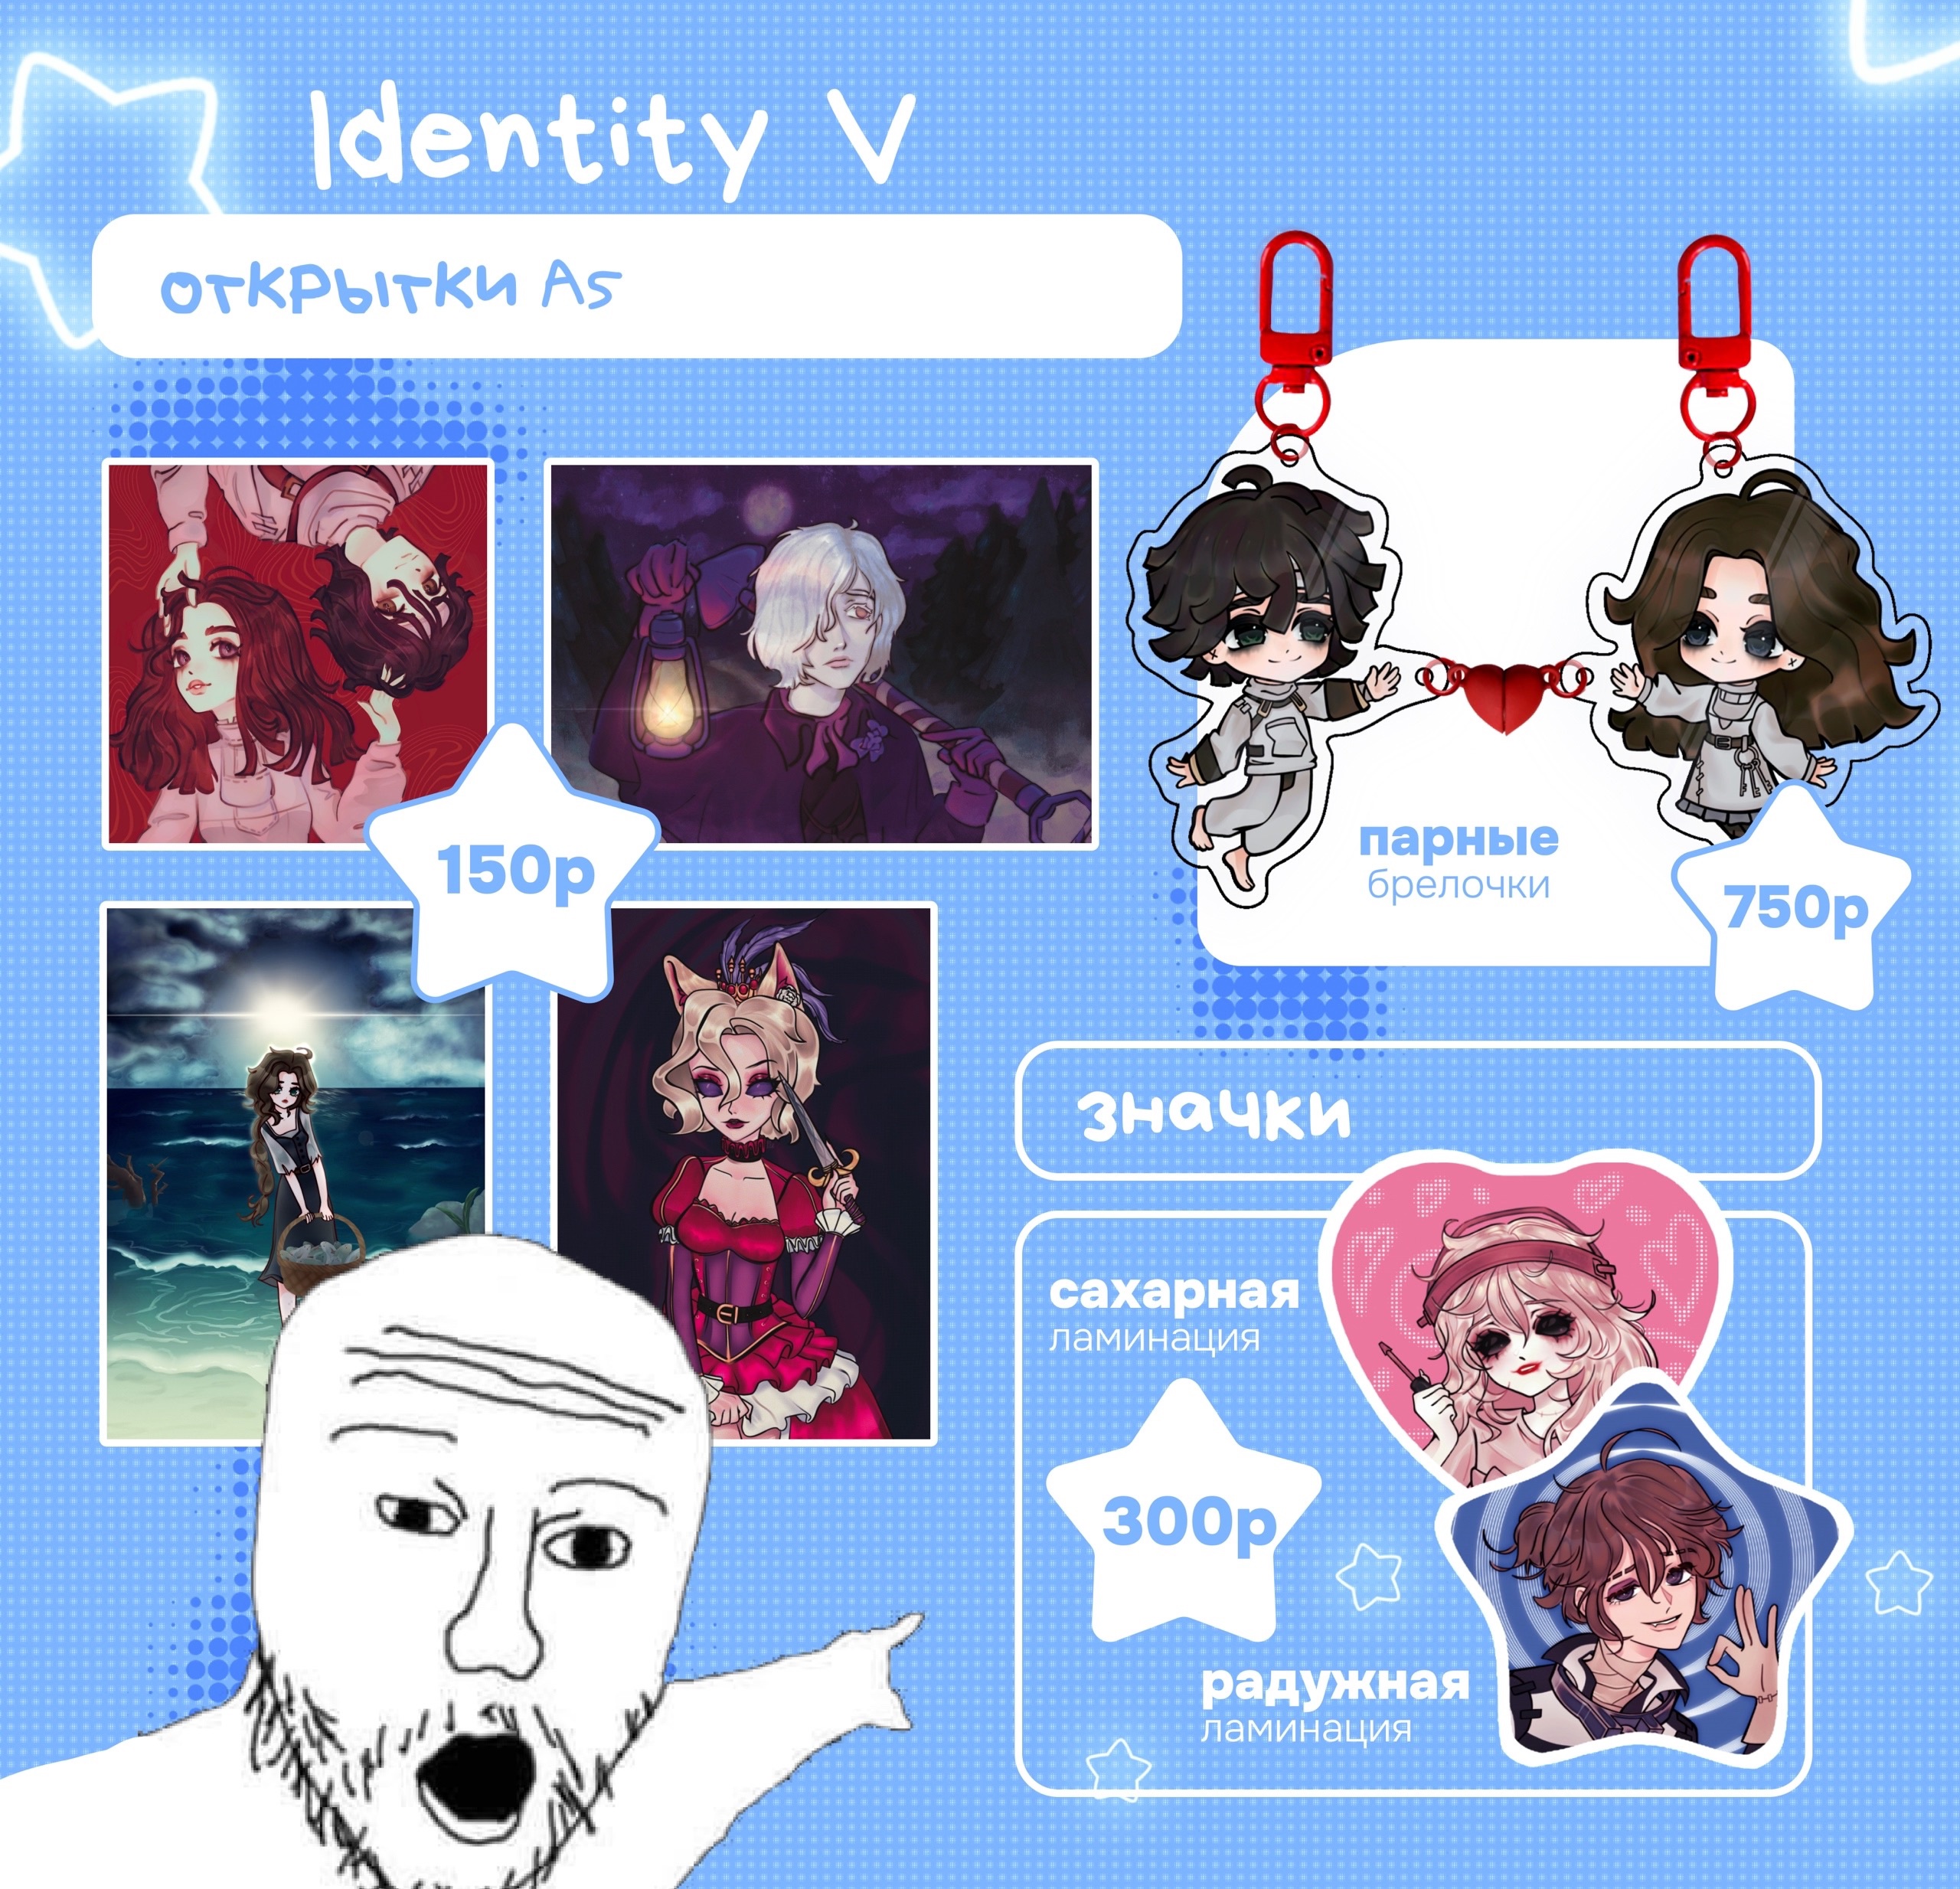 Identity V
открытки А5
150р
парные
брелочки
750р
значки
сахарная
ламинация
300р
радужная
ламинация